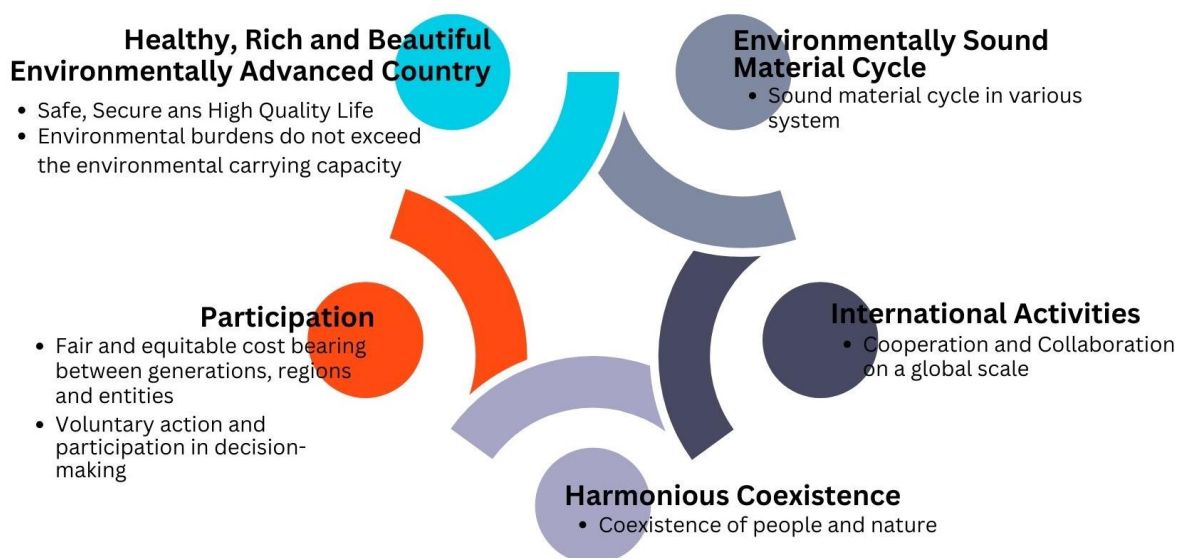 Healthy, Rich and Beautiful
Environmentally Advanced Country
• Safe, Secure ans High Quality Life
• Environmental burdens do not exceed
the environmental carrying capacity
Environmentally Sound
Material Cycle
• Sound material cycle in various
system
Participation
• Fair and equitable cost bearing
between generations, regions
and entities
• Voluntary action and
participation in decision-
making
International Activities
• Cooperation and Collaboration
on a global scale
Harmonious Coexistence
• Coexistence of people and nature